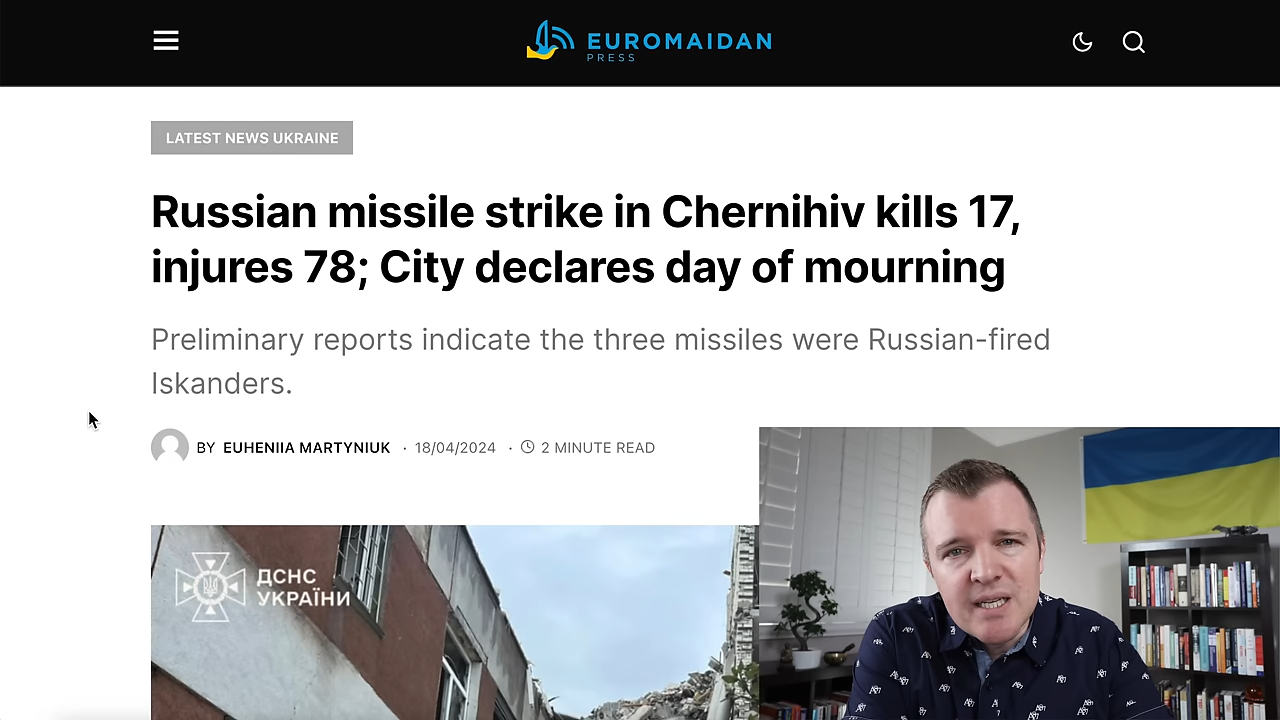 EUROMAIDAN
PRESS
LATEST NEWS UKRAINE
Russian missile strike in Chernihiv kills 17,
injures 78; City declares day of mourning
Preliminary reports indicate the three missiles were Russian-fired
Iskanders.
BY EUHENIIA MARTYNIUK · 18/04/2024 · 2 MINUTE READ
ДСНС
УКРАЇНИ